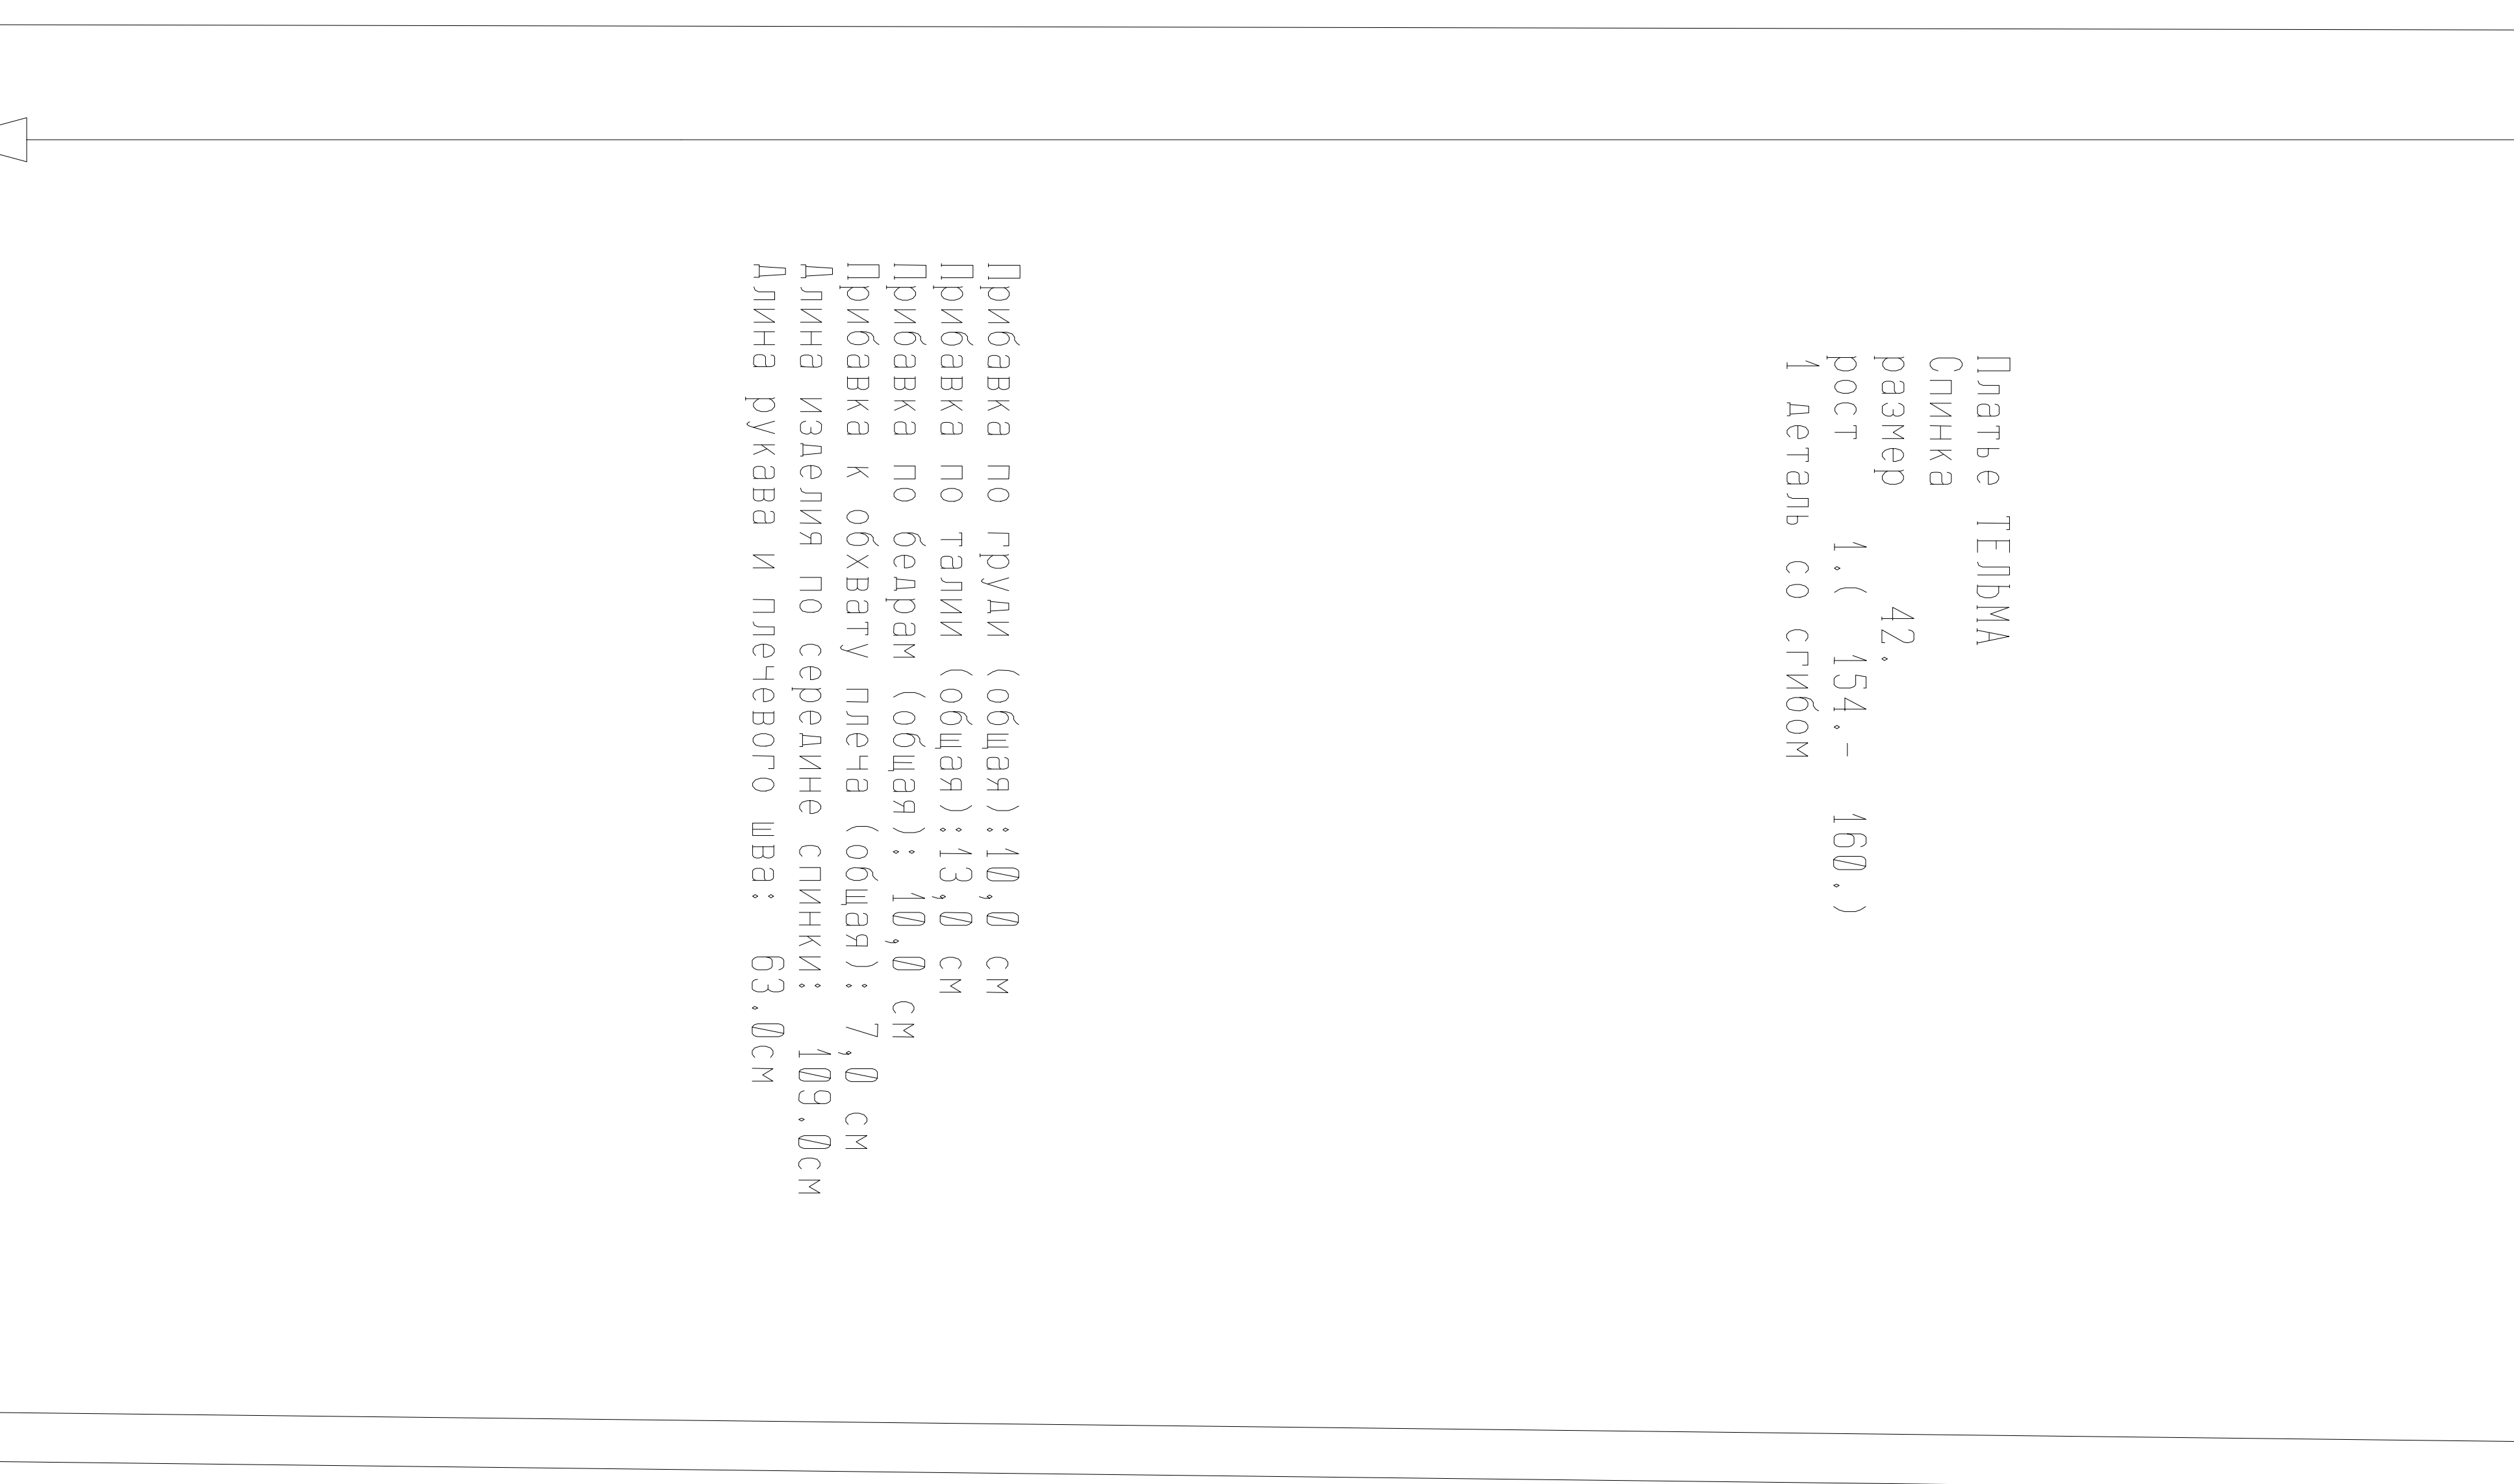 Платье ТЕЛЬМА
Спинка
размер 42.
рост 1.( 154.- 160.)
1 деталь со сгибом
Прибавка по груди (общая):10,0 см
Прибавка по талии (общая):13,0 см
Прибавка по бедрам (общая): 10,0 см
Прибавка к обхвату плеча (общая): 7,0 см
Длина изделия по середине спинки: 109.0см
Длина рукава и плечевого шва: 63.0см